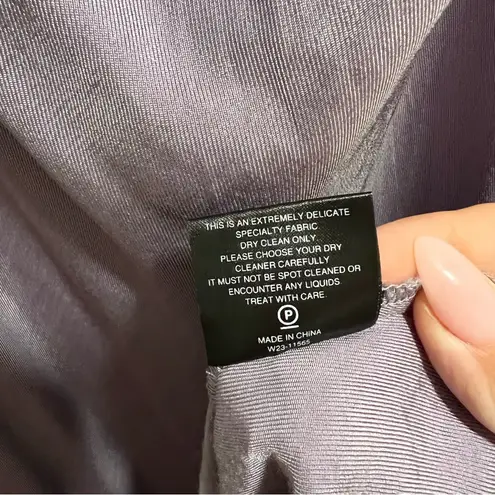 THIS IS AN EXTREMELY DELICATE
SPECIALTY FABRIC.
DRY CLEAN ONLY.
PLEASE CHOOSE YOUR DRY
CLEANER CAREFULLY
IT MUST NOT BE SPOT CLEANED OR
ENCOUNTER ANY LIQUIDS
TREAT WITH CARE.
P
MADE IN CHINA
W23-11565